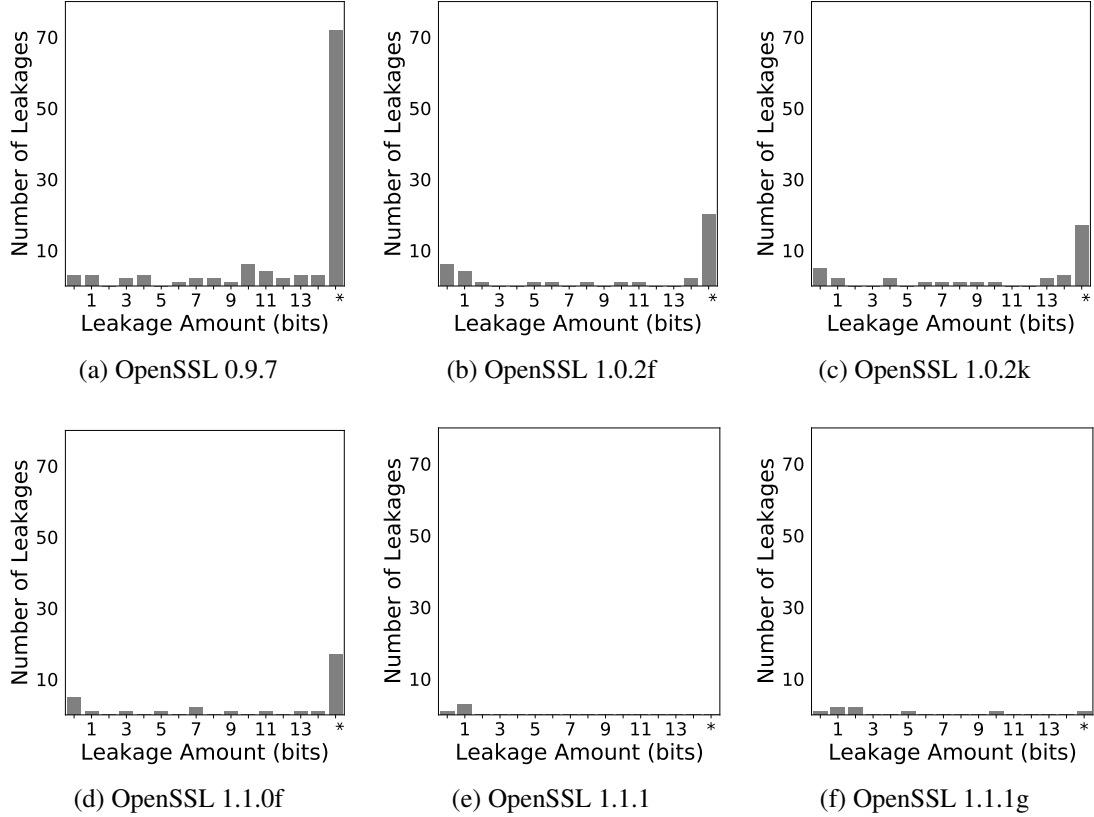 Number of Leakages
70
50
30
10
1 3 5 7 9 11 13 *
Leakage Amount (bits)
(a) OpenSSL 0.9.7
Number of Leakages
70
50
30
10
1 3 5 7 9 11 13 *
Leakage Amount (bits)
(b) OpenSSL 1.0.2f
Number of Leakages
70
50
30
10
1 3 5 7 9 11 13 *
Leakage Amount (bits)
(c) OpenSSL 1.0.2k
Number of Leakages
70
50
30
10
1 3 5 7 9 11 13 *
Leakage Amount (bits)
(d) OpenSSL 1.1.0f
Number of Leakages
70
50
30
10
1 3 5 7 9 11 13 *
Leakage Amount (bits)
(e) OpenSSL 1.1.1
Number of Leakages
70
50
30
10
1 3 5 7 9 11 13 *
Leakage Amount (bits)
(f) OpenSSL 1.1.1g